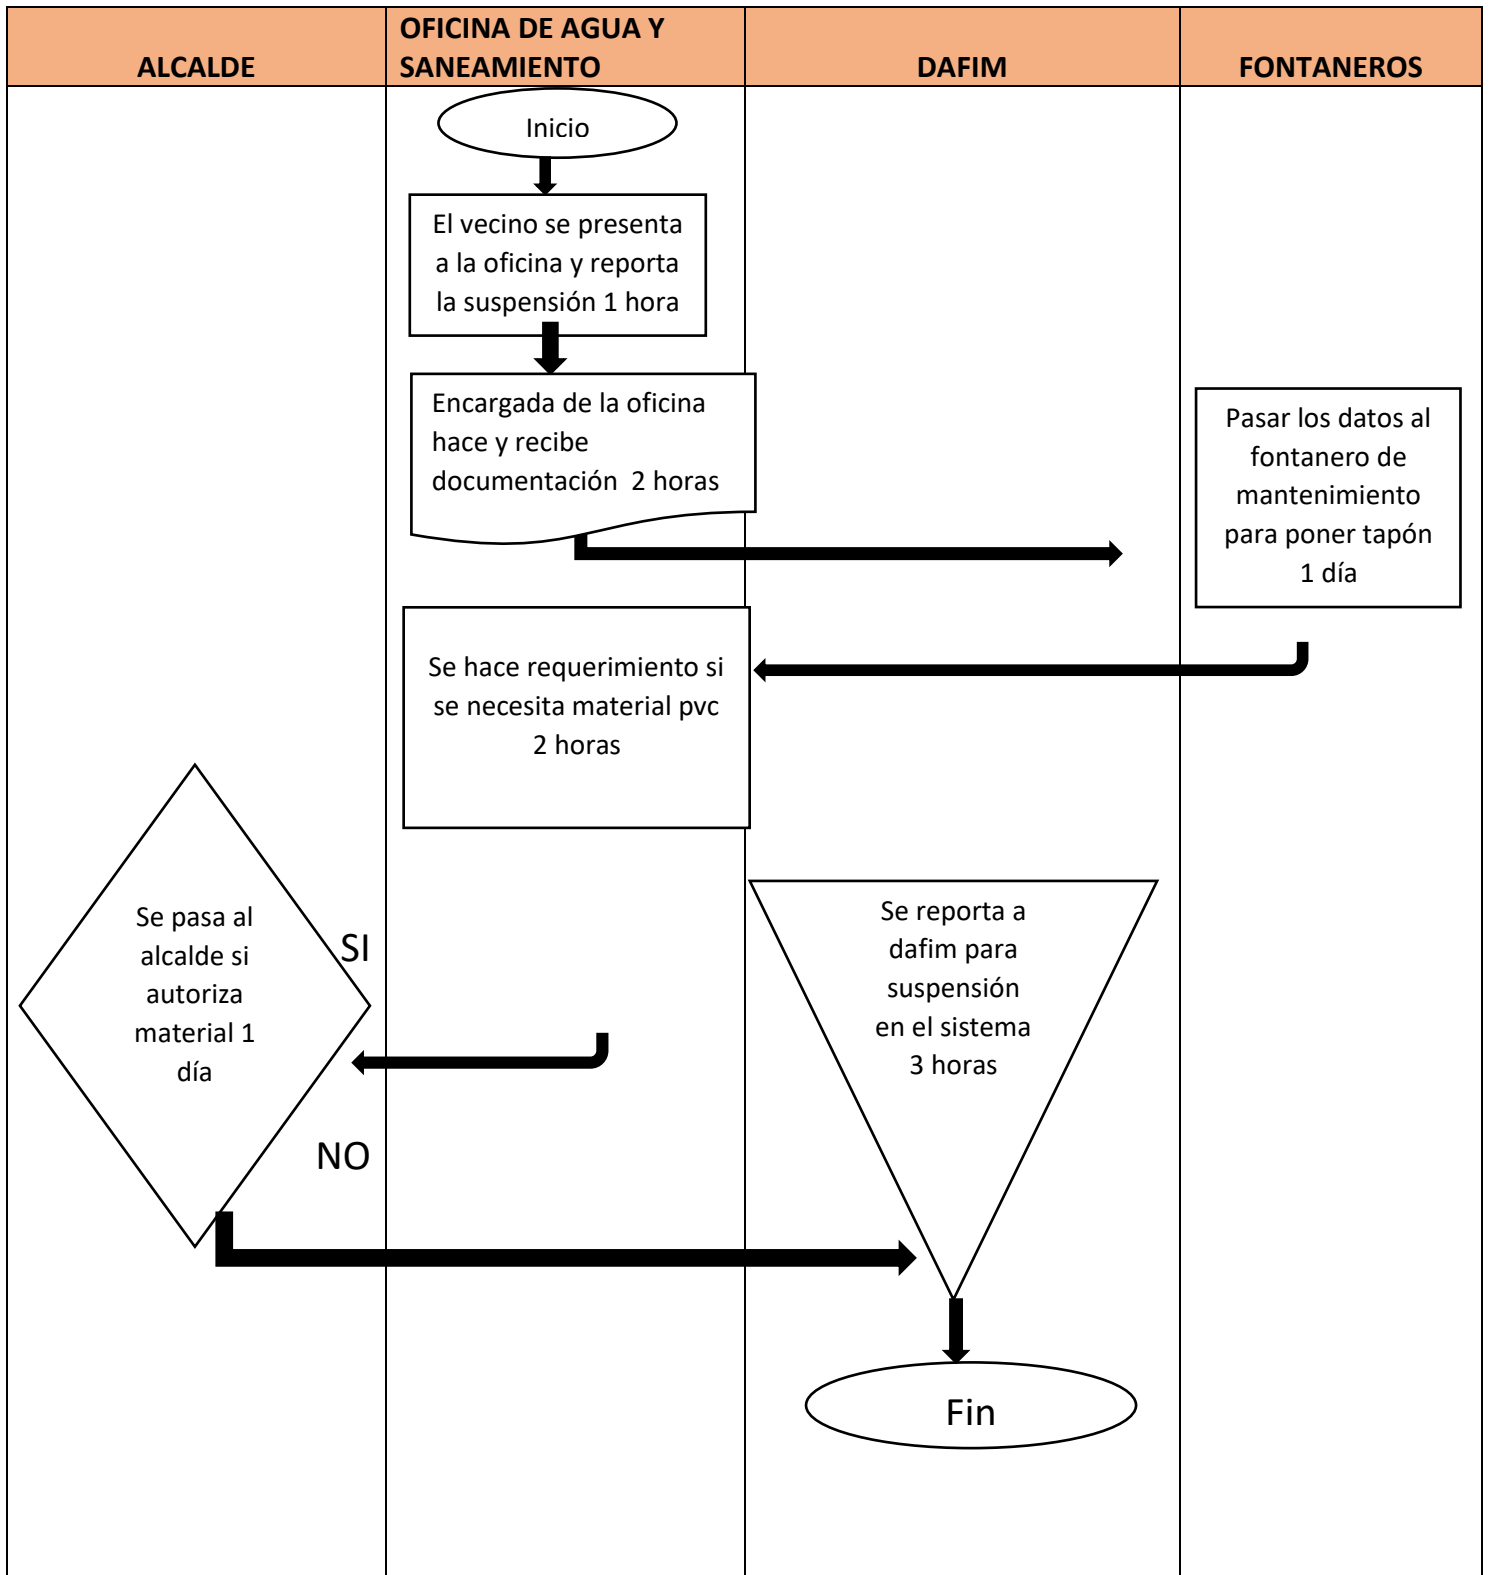 ALCALDE
OFICINA DE AGUA Y
SANEAMIENTO
DAFIM
FONTANEROS
Inicio
El vecino se presenta
a la oficina y reporta
la suspensión 1 hora
Encargada de la oficina
hace y recibe
documentación  2 horas
Pasar los datos al
fontanero de
mantenimiento
para poner tapón
1 día
Se hace requerimiento si
se necesita material pvc
2 horas
Se pasa al
alcalde si
autoriza
material 1
día
SI
NO
Se reporta a
dafim para
suspensión
en el sistema
3 horas
Fin